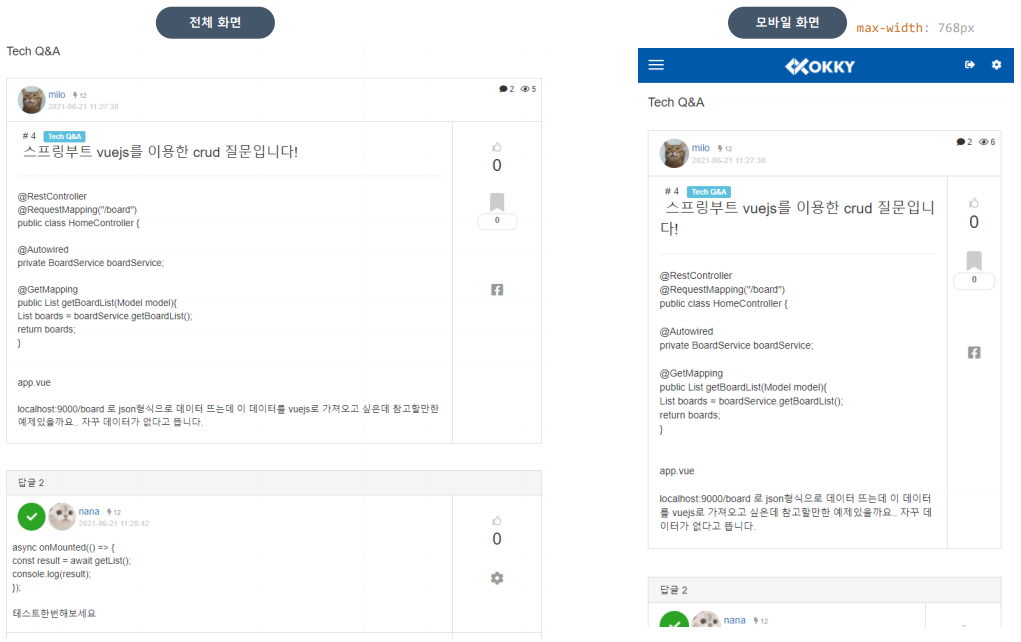 전체 화면
Tech Q&A
milo 12
2021-06-21 11:27:38
2 5
# 4 Tech Q&A
스프링부트 vuejs를 이용한 crud 질문입니다!
0
0
@RestController
@RequestMapping("/board")
public class HomeController {
@Autowired
private BoardService boardService;
@GetMapping
public List getBoardList(Model model){
List boards = boardService.getBoardList();
return boards;
}
app.vue
localhost:9000/board 로 json형식으로 데이터 뜨는데 이 데이터를 vuejs로 가져오고 싶은데 참고할만한
예제있을까요.. 자꾸 데이터가 없다고 뜹니다.
답글 2
nana 12
2021-06-21 11:28:42
0
async onMounted(() => {
const result = await getList();
console.log(result);
});
테스트한번해보세요
모바일 화면
max-width: 768px
OKKY
Tech Q&A
milo 12
2021-06-21 11:27:38
2 6
# 4 Tech Q&A
스프링부트 vuejs를 이용한 crud 질문입니
다!
0
0
@RestController
@RequestMapping("/board")
public class HomeController {
@Autowired
private BoardService boardService;
@GetMapping
public List getBoardList(Model model){
List boards = boardService.getBoardList();
return boards;
}
app.vue
localhost:9000/board 로 json형식으로 데이터 뜨는데 이 데이터
를 vuejs로 가져오고 싶은데 참고할만한 예제있을까요.. 자꾸 데
이터가 없다고 뜹니다.
답글 2
nana 12